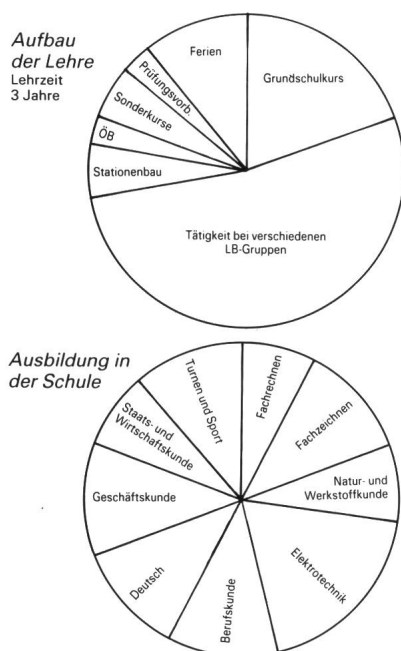 Aufbau
der Lehre
Lehrzeit
3 Jahre
Ferien
Grundschulkurs
Prüfungsvorb.
Sonderkurse
ÖB
Stationenbau
Tätigkeit bei verschiedenen
LB-Gruppen
Ausbildung in
der Schule
Turnen und Sport
Fachrechnen
Fachzeichnen
Staats- und
Wirtschaftskunde
Natur- und
Werkstoffkunde
Geschäftskunde
Elektrotechnik
Deutsch
Berufskunde